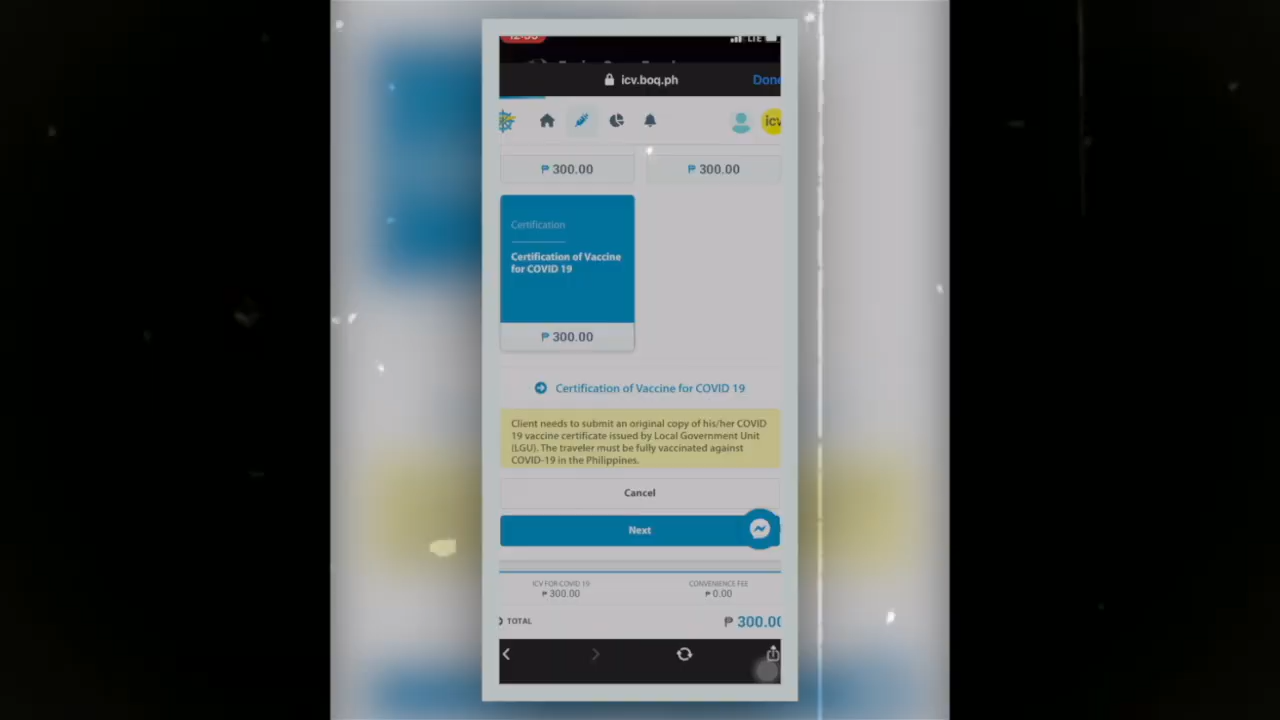 LTE
icv.boq.ph
Done
icv
₱ 300.00
₱ 300.00
Certification
Certification of Vaccine
for COVID 19
₱ 300.00
Certification of Vaccine for COVID 19
Client needs to submit an original copy of his/her COVID
19 vaccine certificate issued by Local Government Unit
(LGU). The traveler must be fully vaccinated against
COVID-19 in the Philippines.
Cancel
Next
ICV FOR COVID 19
₱ 300.00
CONVENIENCE FEE
₱ 0.00
TOTAL
₱ 300.00